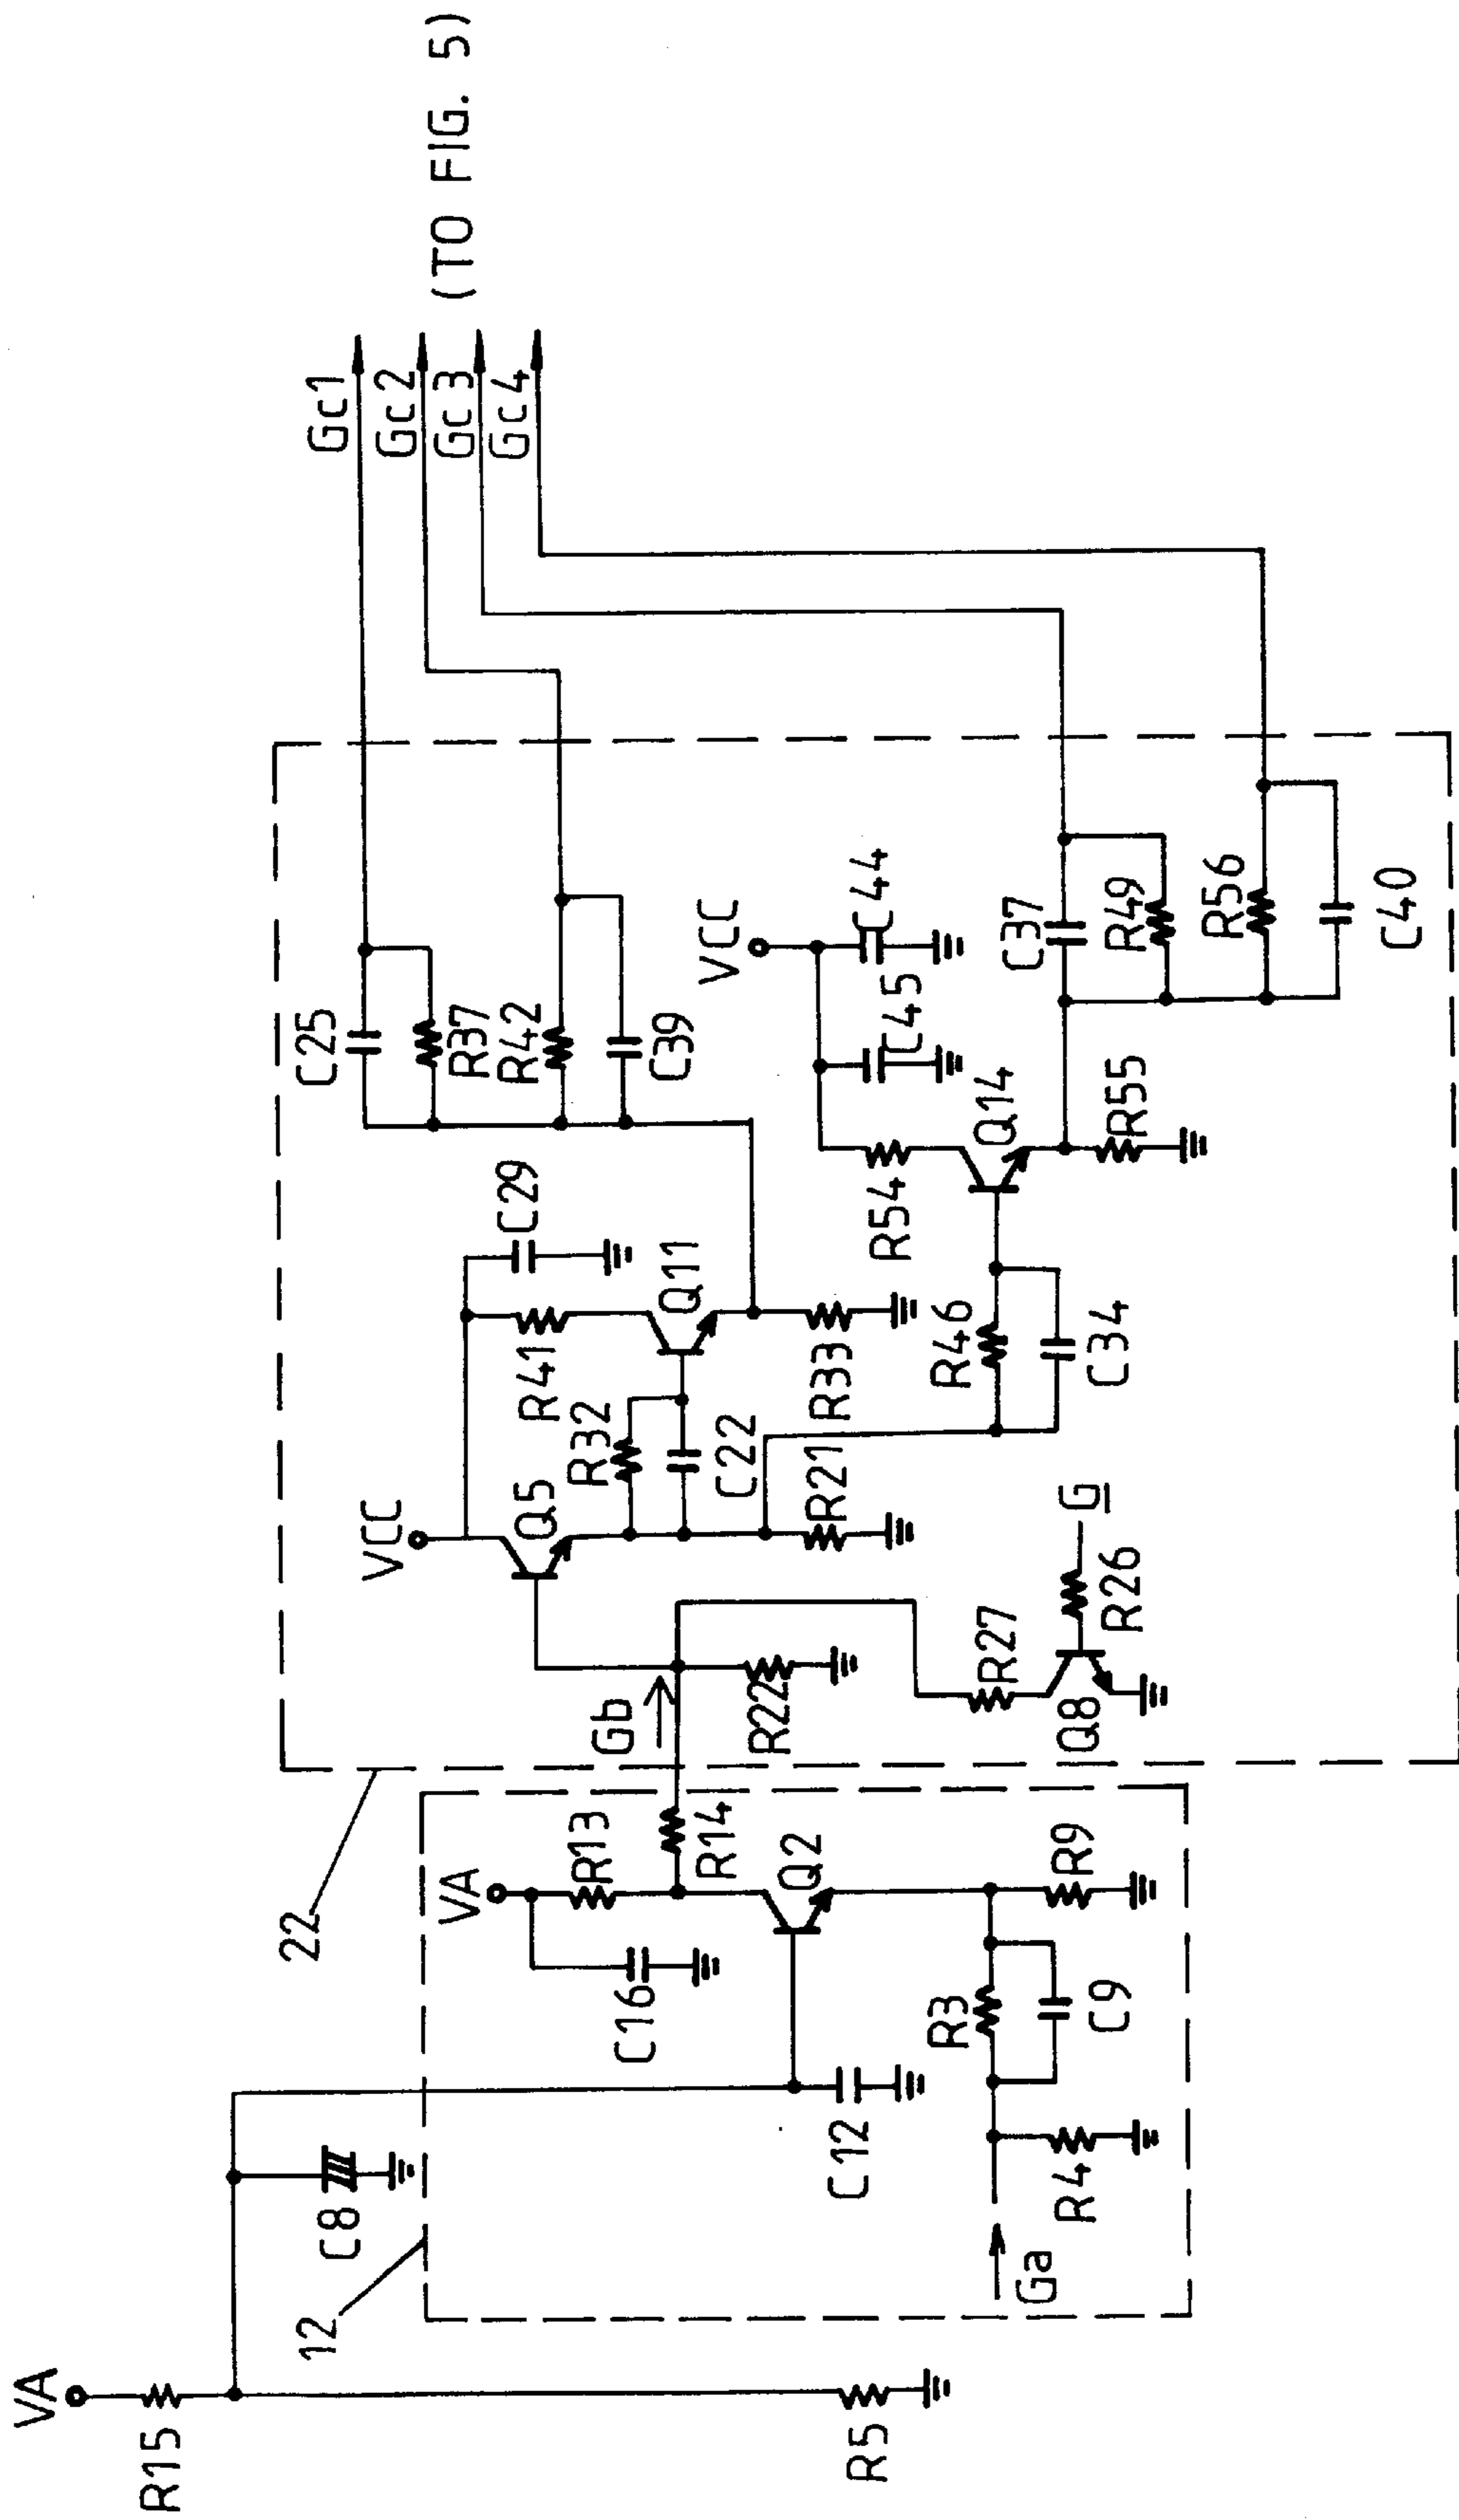 VA
R15
R5
12
C8
C12
Ga
R4
R3
C9
R9
Q2
C16
VA
R13
R14
22
Gb
R22
Q8
R27
R26
G
VCC
Q5
R32
C22
R21
R41
Q11
R33
C29
R46
C34
R54
Q14
R55
VCC
C45
C44
C25
R37
R42
C39
C37
R49
R56
C40
Gc1
Gc2
Gc3
Gc4
(TO FIG. 5)